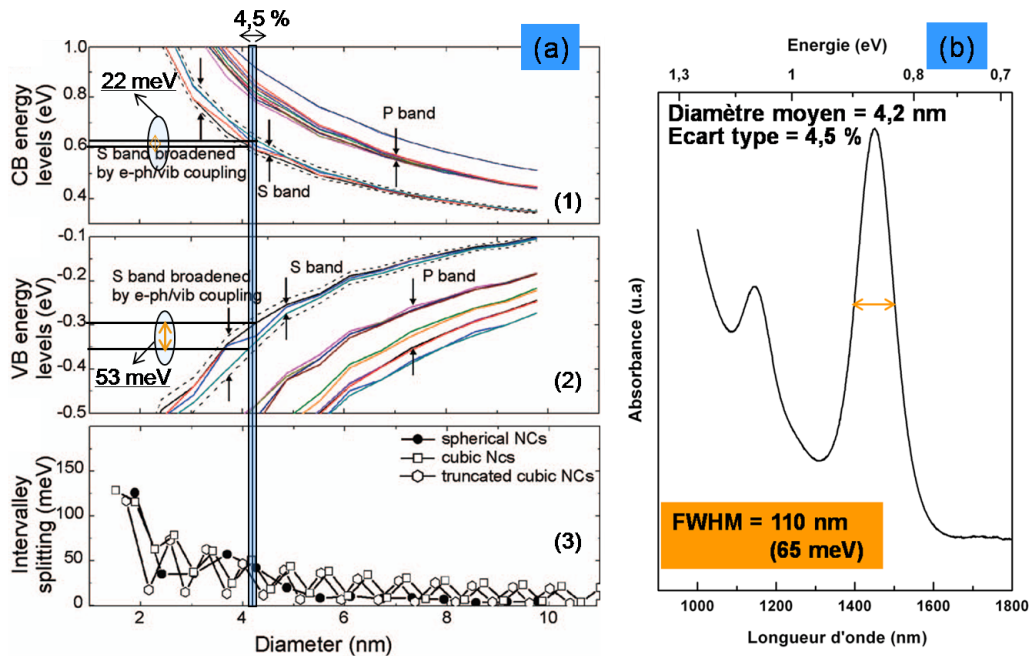 4,5 %
(a)
1.0
0.8
0.6
0.4
CB energy
levels (eV)
22 meV
P band
S band broadened
by e-ph/vib coupling
S band
(1)
-0.1
-0.2
-0.3
-0.4
-0.5
VB energy
levels (eV)
S band broadened
by e-ph/vib coupling
S band
P band
53 meV
(2)
150
100
50
0
Intervalley
splitting (meV)
spherical NCs
cubic Ncs
truncated cubic NCs
(3)
0 2 4 6 8 10
Diameter (nm)
Energie (eV)
(b)
1,3 1 0,8 0,7
Diamètre moyen = 4,2 nm
Ecart type = 4,5 %
Absorbance (u.a)
FWHM = 110 nm
(65 meV)
1000 1200 1400 1600 1800
Longueur d'onde (nm)